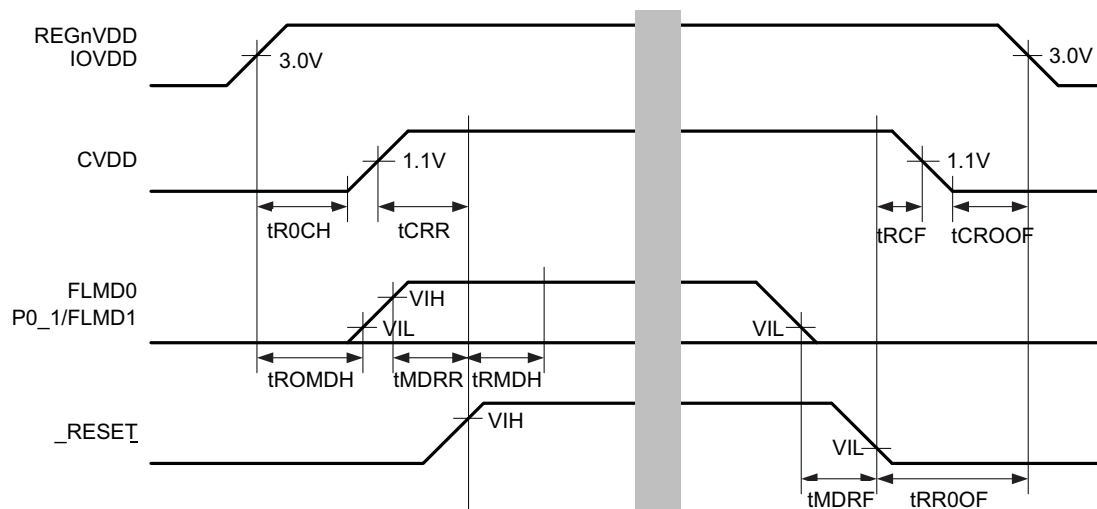 REGnVDD
IOVDD
3.0V
3.0V
CVDD
1.1V
1.1V
tR0CH
tCRR
tRCF
tCROOF
FLMD0
P0_1/FLMD1
VIH
VIL
VIL
tROMDH
tMDRR
tRMDH
_RESET
VIH
VIL
tMDRF
tRR0OF